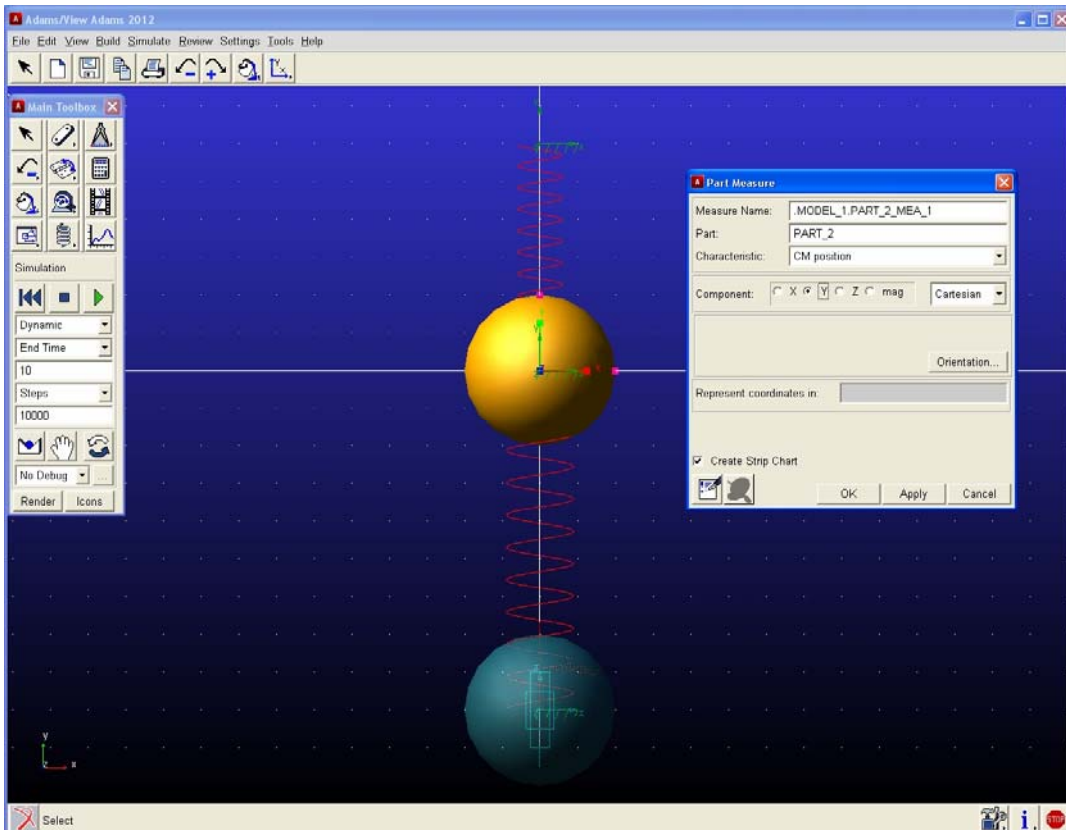 Adams/View Adams 2012
File Edit View Build Simulate Review Settings Tools Help
Main Toolbox
Simulation
Dynamic
End Time
10
Steps
10000
No Debug ...
Render Icons
Part Measure
Measure Name: .MODEL_1.PART_2_MEA_1
Part: PART_2
Characteristic: CM position
Component: X Y Z mag Cartesian
Orientation...
Represent coordinates in:
Create Strip Chart
OK Apply Cancel
y
z x
Select
STOP